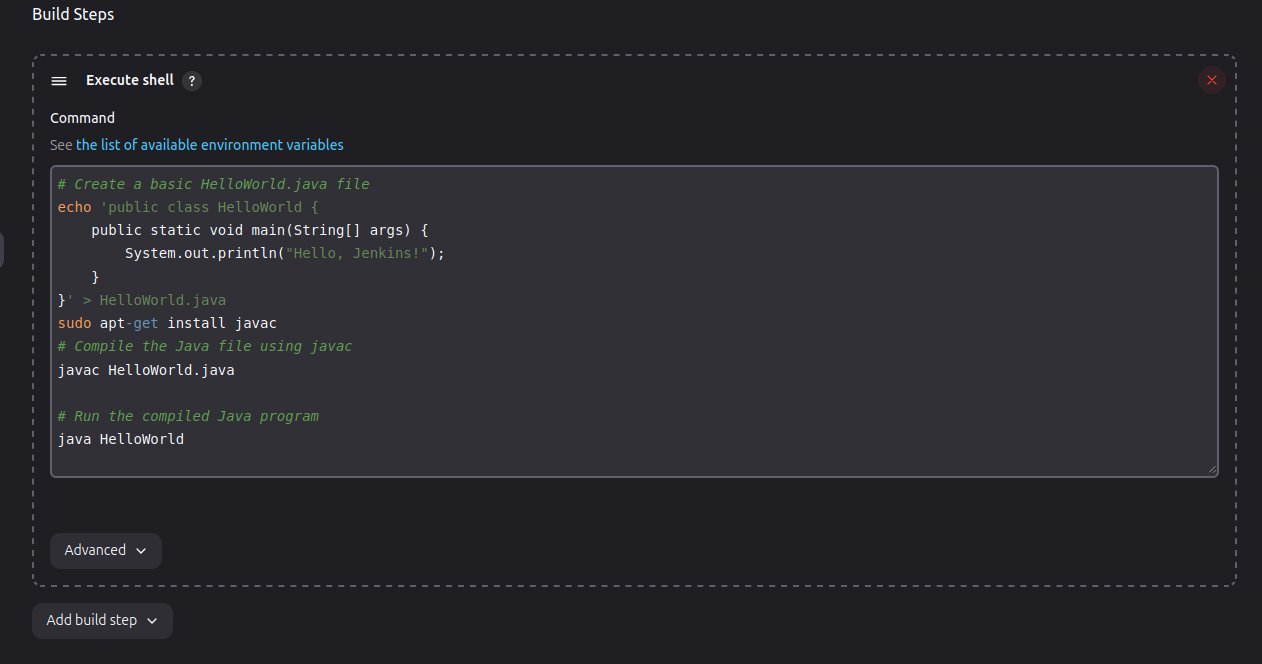 Build Steps
Execute shell ?
Command
See the list of available environment variables
# Create a basic HelloWorld.java file
echo 'public class HelloWorld {
    public static void main(String[] args) {
        System.out.println("Hello, Jenkins!");
    }
}' > HelloWorld.java
sudo apt-get install javac
# Compile the Java file using javac
javac HelloWorld.java

# Run the compiled Java program
java HelloWorld
Advanced
Add build step